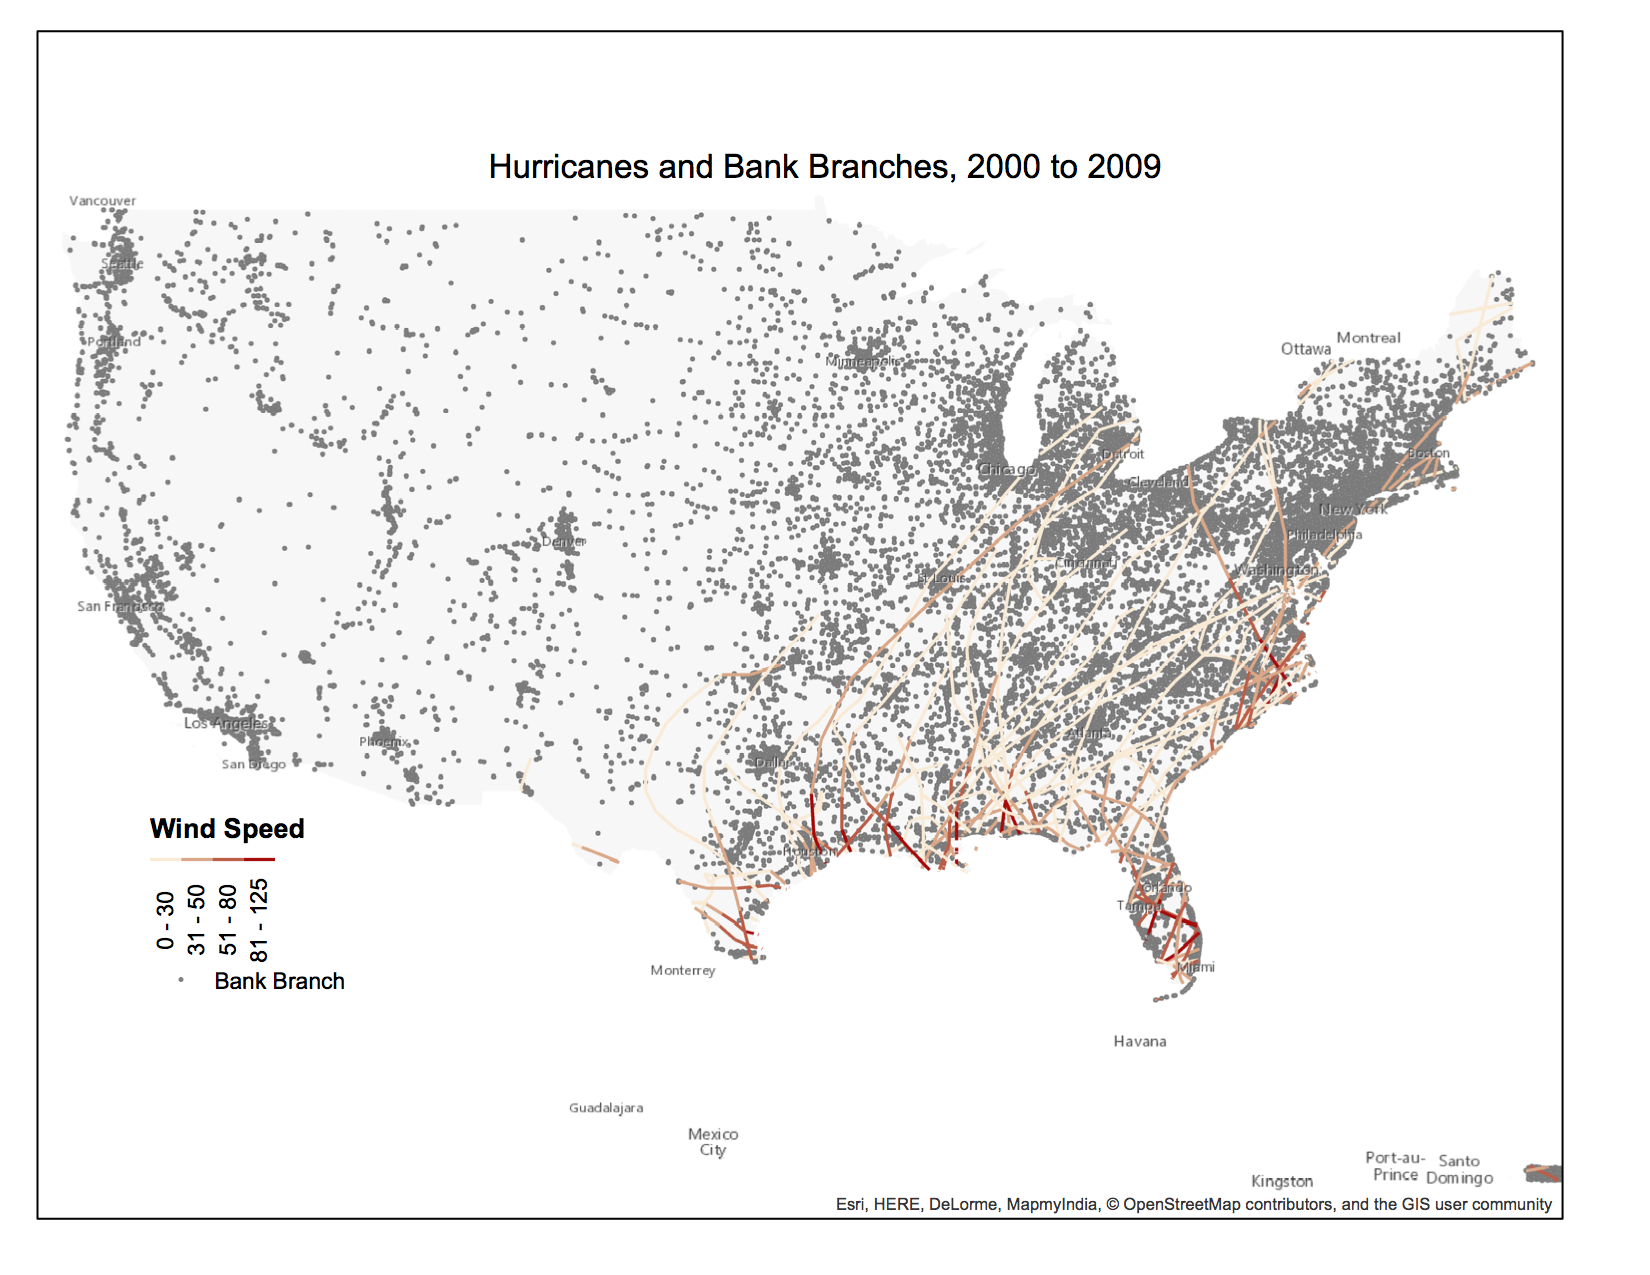 Hurricanes and Bank Branches, 2000 to 2009
Vancouver
Seattle
Portland
Minneapolis
Ottawa
Montreal
Boston
Detroit
Chicago
Cleveland
New York
Philadelphia
Denver
Cincinnati
Washington
St Louis
San Francisco
Los Angeles
Phoenix
San Diego
Atlanta
Dallas
Houston
Orlando
Tampa
Miami
Monterrey
Havana
Guadalajara
Mexico
City
Port-au-
Prince
Santo
Domingo
Kingston
Wind Speed
0 - 30
31 - 50
51 - 80
81 - 125
Bank Branch
Esri, HERE, DeLorme, MapmyIndia, © OpenStreetMap contributors, and the GIS user community